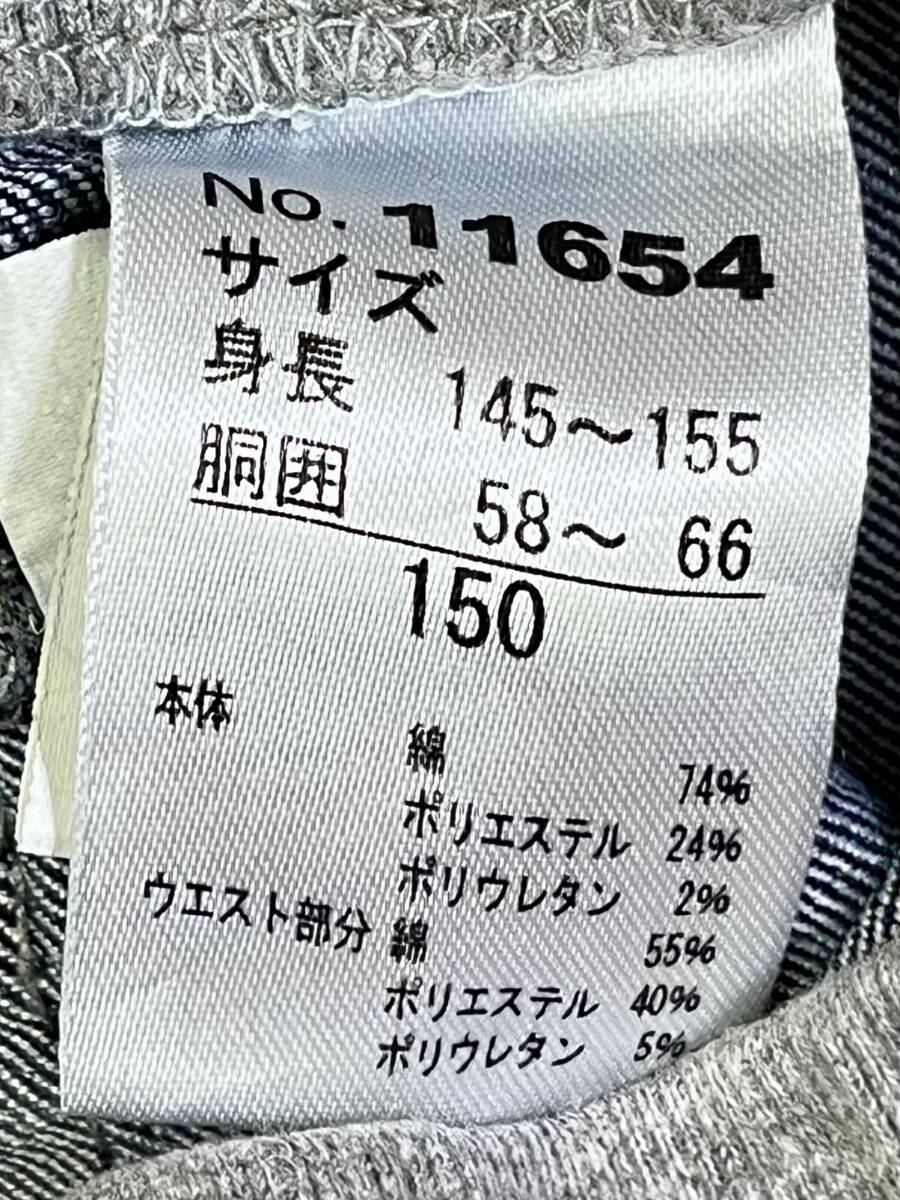 No. 11654
サイズ
身長 145～155
胴囲 58～ 66
150
本体
綿 74%
ポリエステル 24%
ポリウレタン 2%
ウエスト部分 綿 55%
ポリエステル 40%
ポリウレタン 5%